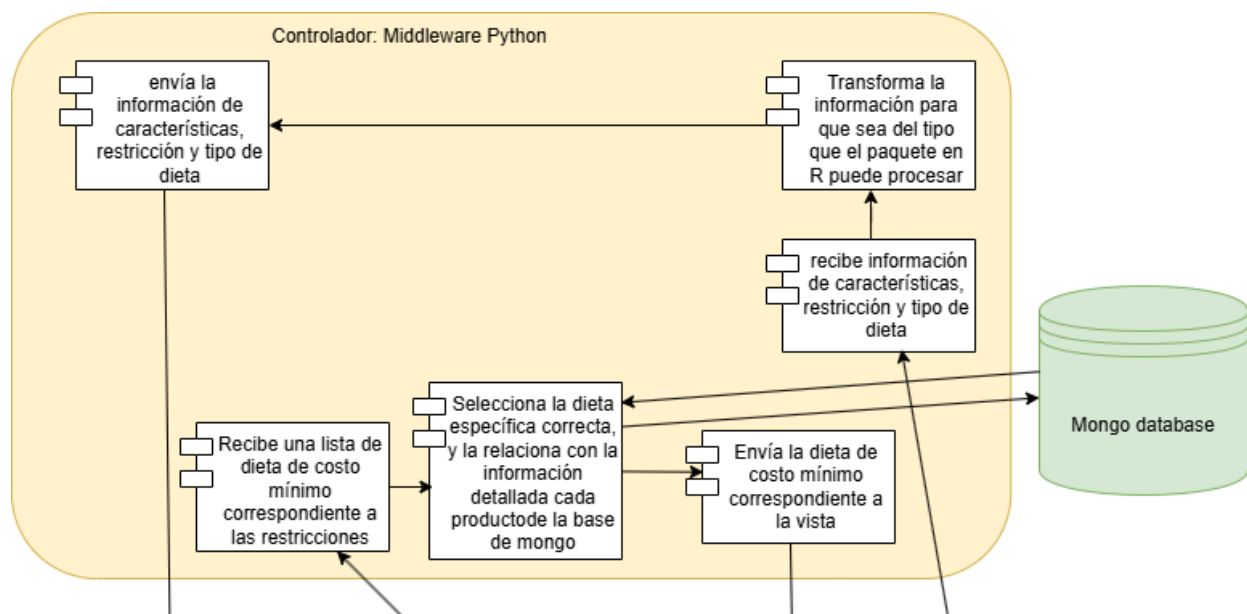 Controlador: Middleware Python
envía la
información de
características,
restricción y tipo de
dieta
Transforma la
información para
que sea del tipo
que el paquete en
R puede procesar
recibe información
de características,
restricción y tipo de
dieta
Mongo database
Recibe una lista de
dieta de costo
mínimo
correspondiente a
las restricciones
Selecciona la dieta
específica correcta,
y la relaciona con la
información
detallada cada
productode la base
de mongo
Envía la dieta de
costo mínimo
correspondiente a
la vista